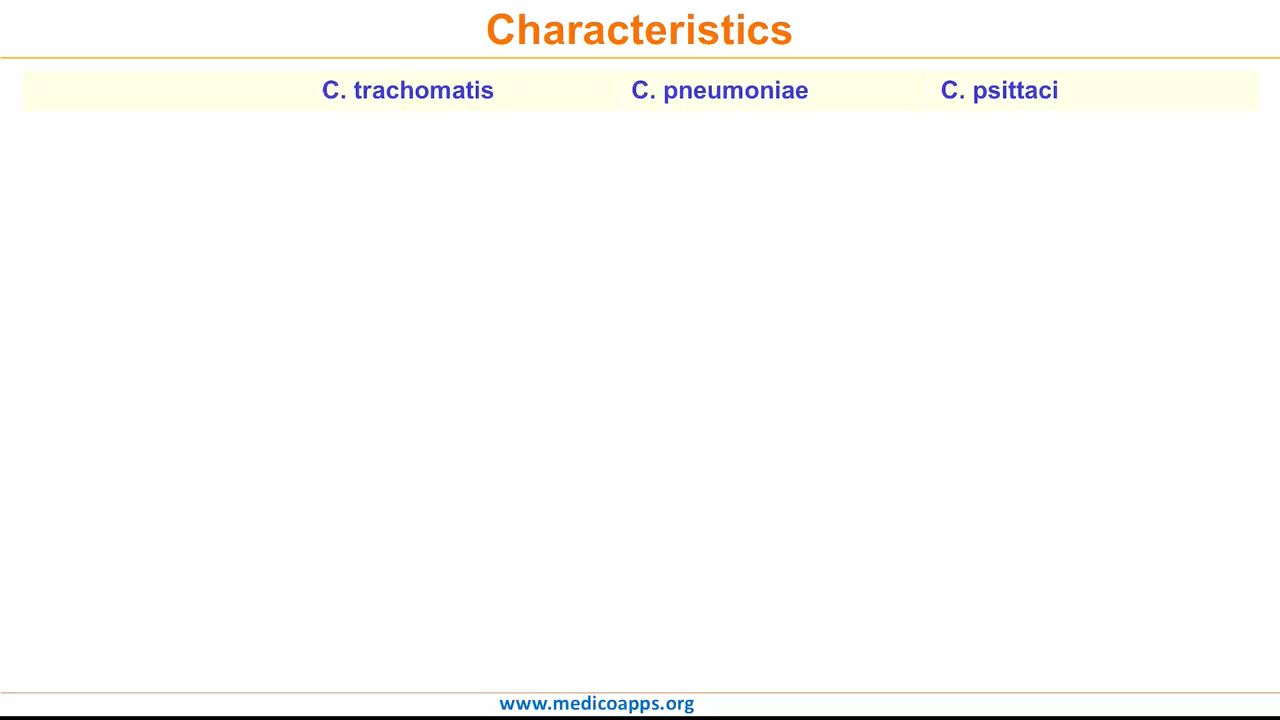 Characteristics
C. trachomatis C. pneumoniae C. psittaci
www.medicoapps.org